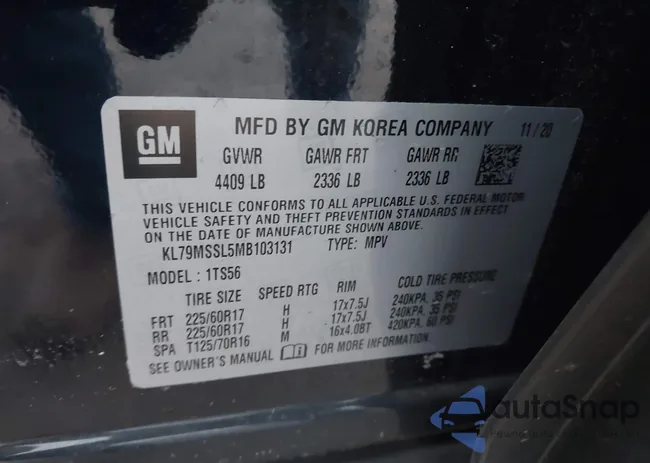 GM MFD BY GM KOREA COMPANY 11/20
GVWR GAWR FRT GAWR RR
4409 LB 2336 LB 2336 LB
THIS VEHICLE CONFORMS TO ALL APPLICABLE U.S. FEDERAL MOTOR
VEHICLE SAFETY AND THEFT PREVENTION STANDARDS IN EFFECT
ON THE DATE OF MANUFACTURE SHOWN ABOVE.
KL79MSSL5MB103131 TYPE: MPV
MODEL: 1TS56
TIRE SIZE SPEED RTG RIM COLD TIRE PRESSURE
FRT 225/60R17 H 17x7.5J 240KPA, 35 PSI
RR 225/60R17 H 17x7.5J 240KPA, 35 PSI
SPA T125/70R16 M 16x4.0BT 420KPA, 60 PSI
SEE OWNER'S MANUAL FOR MORE INFORMATION
autaSnap